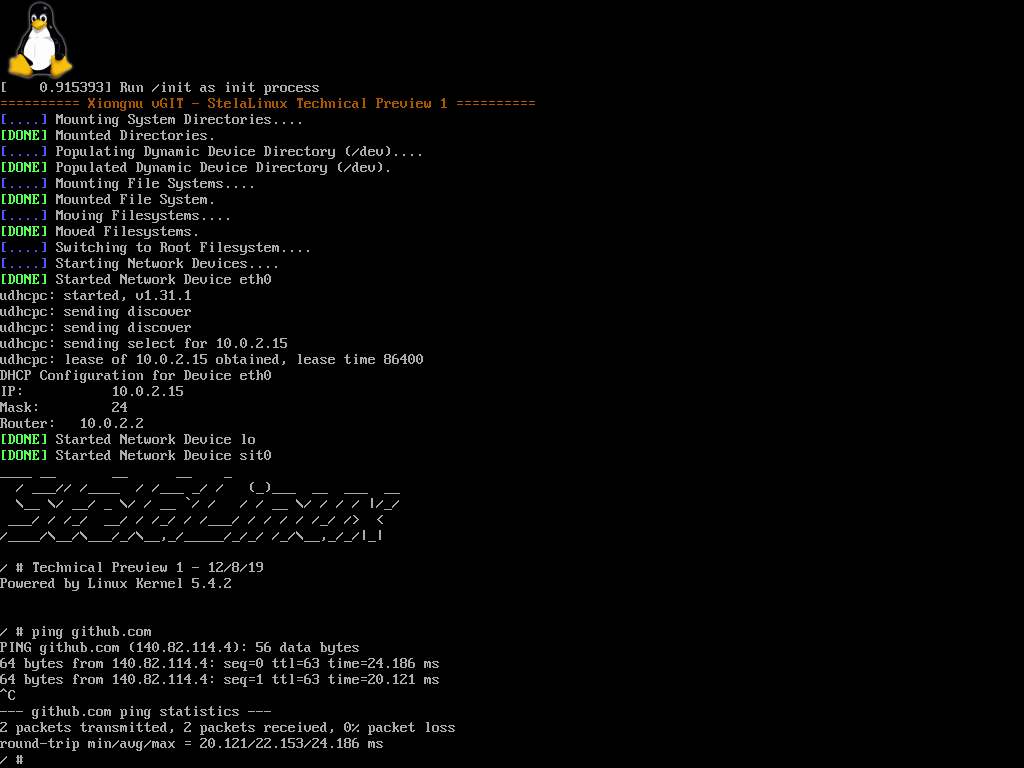 [    0.915393] Run /init as init process
========== Xiongnu vGIT - StelaLinux Technical Preview 1 ==========
[....] Mounting System Directories....
[DONE] Mounted Directories.
[....] Populating Dynamic Device Directory (/dev)....
[DONE] Populated Dynamic Device Directory (/dev).
[....] Mounting File Systems....
[DONE] Mounted File System.
[....] Moving Filesystems....
[DONE] Moved Filesystems.
[....] Switching to Root Filesystem....
[....] Starting Network Devices....
[DONE] Started Network Device eth0
udhcpc: started, v1.31.1
udhcpc: sending discover
udhcpc: sending discover
udhcpc: sending select for 10.0.2.15
udhcpc: lease of 10.0.2.15 obtained, lease time 86400
DHCP Configuration for Device eth0
IP:           10.0.2.15
Mask:         24
Router:   10.0.2.2
[DONE] Started Network Device lo
[DONE] Started Network Device sit0
StelaLinux
/ # Technical Preview 1 - 12/8/19
Powered by Linux Kernel 5.4.2
/ # ping github.com
PING github.com (140.82.114.4): 56 data bytes
64 bytes from 140.82.114.4: seq=0 ttl=63 time=24.186 ms
64 bytes from 140.82.114.4: seq=1 ttl=63 time=20.121 ms
^C
--- github.com ping statistics ---
2 packets transmitted, 2 packets received, 0% packet loss
round-trip min/avg/max = 20.121/22.153/24.186 ms
/ #